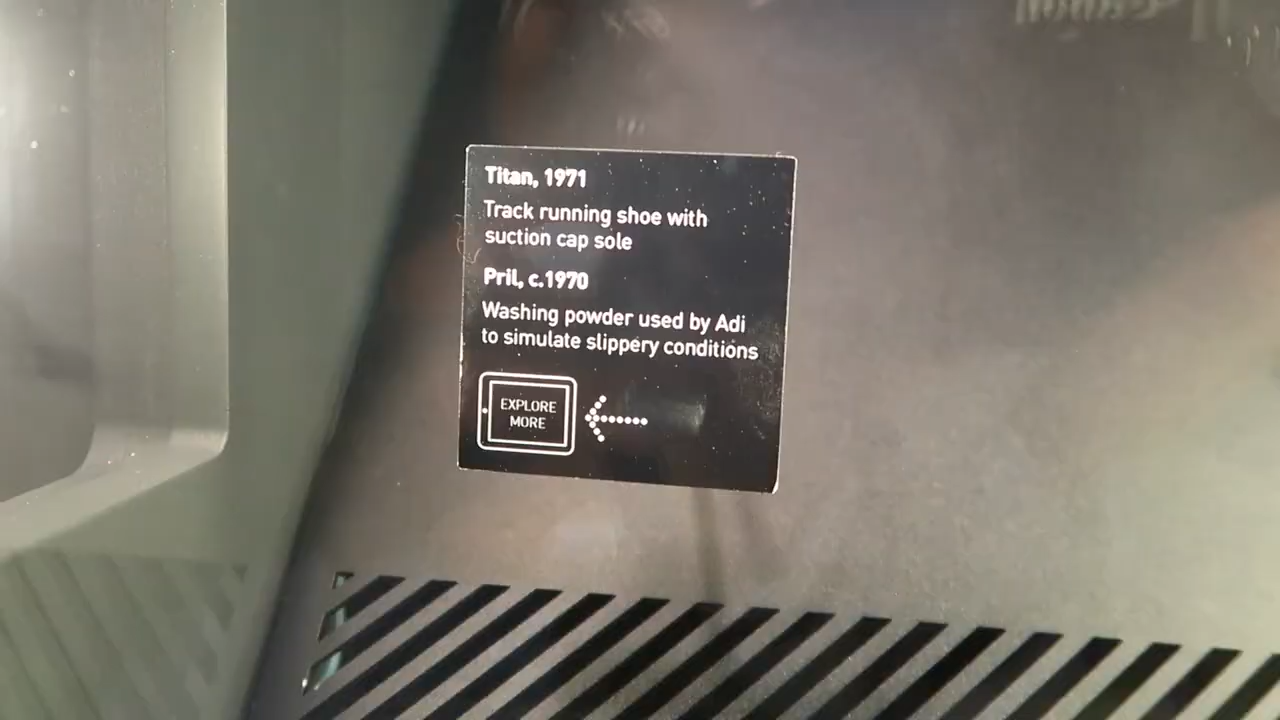 Titan, 1971
Track running shoe with
suction cap sole
Pril, c.1970
Washing powder used by Adi
to simulate slippery conditions
EXPLORE
MORE